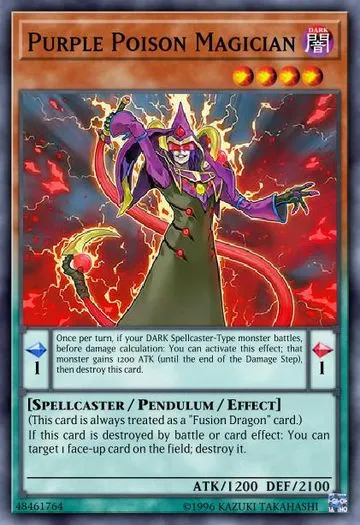 PURPLE POISON MAGICIAN
DARK
闇
Once per turn, if your DARK Spellcaster-Type monster battles,
before damage calculation: You can activate this effect; that
monster gains 1200 ATK (until the end of the Damage Step),
then destroy this card.
1
1
[SPELLCASTER / PENDULUM / EFFECT]
(This card is always treated as a "Fusion Dragon" card.)
If this card is destroyed by battle or card effect: You can
target 1 face-up card on the field; destroy it.
ATK/1200 DEF/2100
48461764
©1996 KAZUKI TAKAHASHI